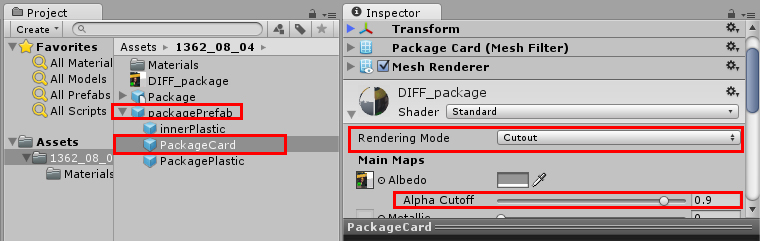 Project
Create
Favorites
All Material
All Models
All Prefabs
All Scripts
Assets
1362_08_0
Materials
Assets 1362_08_04
Materials
DIFF_package
Package
packagePrefab
innerPlastic
PackageCard
PackagePlastic
Inspector
Transform
Package Card (Mesh Filter)
Mesh Renderer
DIFF_package
Shader Standard
Rendering Mode Cutout
Main Maps
Albedo
Alpha Cutoff 0.9
Metallic 0
PackageCard